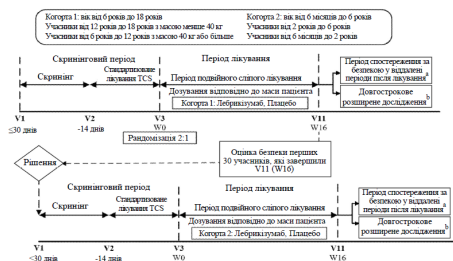 Когорта 1: вік від 6 років до 18 років
Учасники від 12 років до 18 років з масою менше 40 кг
Учасники від 6 років до 12 років з масою 40 кг або більше
Когорта 2: вік від 6 місяців до 6 років
Учасники від 2 років до 6 років
Учасники від 6 місяців до 2 років
Скринінговий період
Період лікування
Скринінг
Стандартизоване
лікування TCS
Період подвійного сліпого лікування
Дозування відповідно до маси пацієнта
Когорта 1: Лебрикізумаб, Плацебо
Період спостереження за
безпекою у віддалені
періоди після лікування a
Довгострокове
розширене дослідження b
V1
V2
V3
V11
≤30 днів
-14 днів
W0
W16
Рандомізація 2:1
Рішення
Оцінка безпеки перших
30 учасників, які завершили
V11 (W16)
Скринінговий період
Період лікування
Скринінг
Стандартизоване
лікування TCS
Період подвійного сліпого лікування
Дозування відповідно до маси пацієнта
Когорта 2: Лебрикізумаб, Плацебо
Період спостереження за
безпекою у віддалені
періоди після лікування a
Довгострокове
розширене дослідження b
V1
V2
V3
V11
≤30 днів
-14 днів
W0
W16